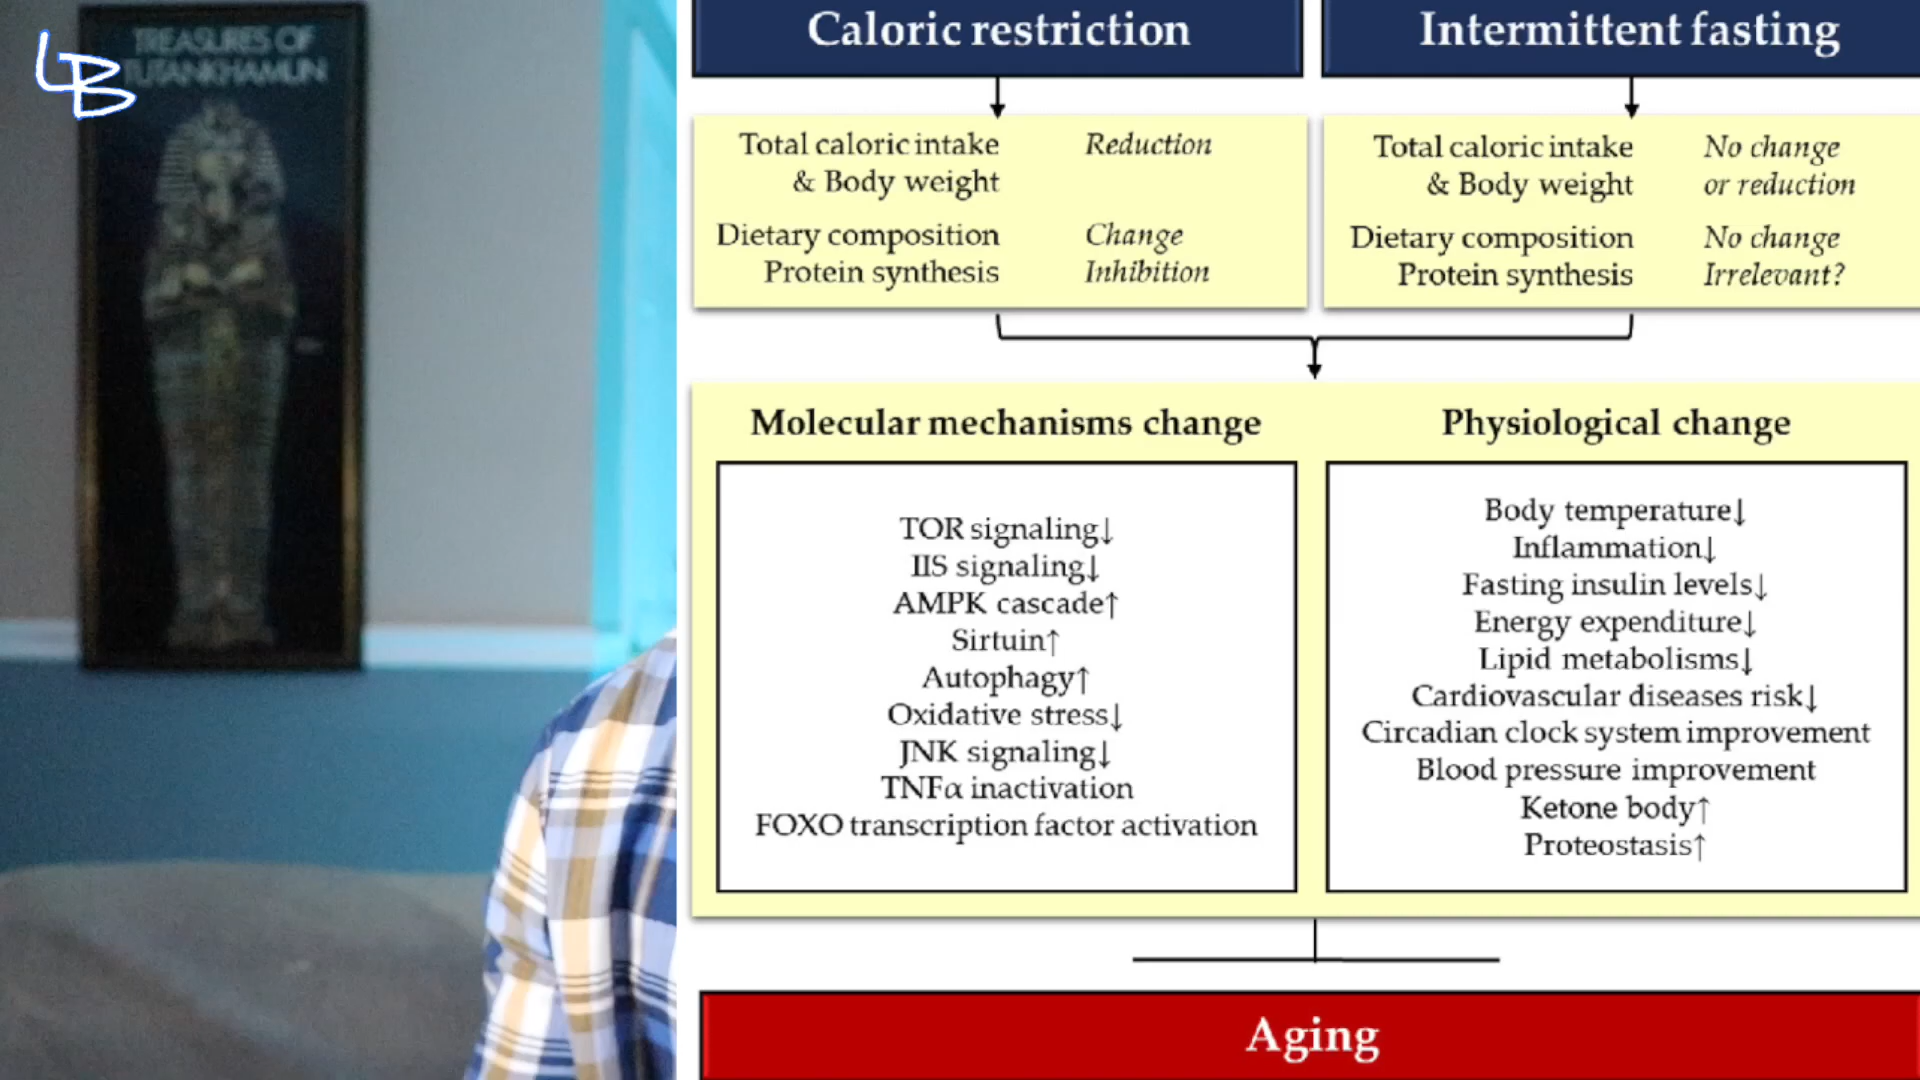 TREASURES OF
TUTANKHAMUN
LB
Caloric restriction
Total caloric intake
& Body weight
Reduction
Dietary composition
Change
Protein synthesis
Inhibition
Intermittent fasting
Total caloric intake
& Body weight
No change
or reduction
Dietary composition
No change
Protein synthesis
Irrelevant?
Molecular mechanisms change
TOR signaling↓
IIS signaling↓
AMPK cascade↑
Sirtuin↑
Autophagy↑
Oxidative stress↓
JNK signaling↓
TNFα inactivation
FOXO transcription factor activation
Physiological change
Body temperature↓
Inflammation↓
Fasting insulin levels↓
Energy expenditure↓
Lipid metabolisms↓
Cardiovascular diseases risk↓
Circadian clock system improvement
Blood pressure improvement
Ketone body↑
Proteostasis↑
Aging